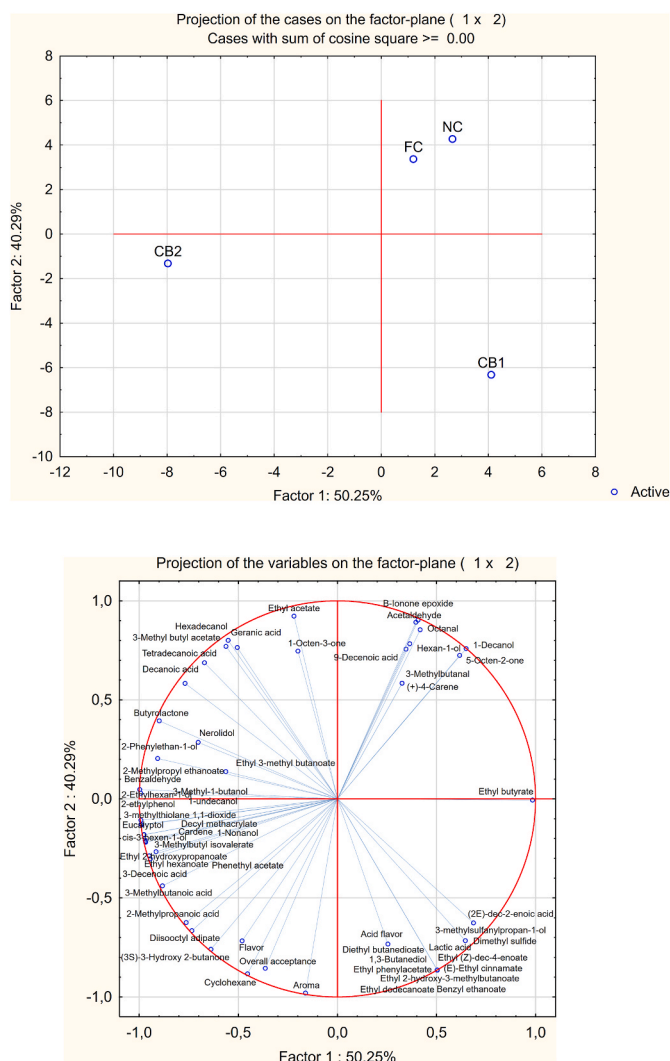 Projection of the cases on the factor-plane ( 1 x 2)
Cases with sum of cosine square >= 0.00
8
6
4
2
0
-2
-4
-6
-8
-10
Factor 2: 40.29%
NC
FC
CB2
CB1
-12 -10 -8 -6 -4 -2 0 2 4 6 8
Factor 1: 50.25%
Active
Projection of the variables on the factor-plane ( 1 x 2)
1,0
0,5
0,0
-0,5
-1,0
Factor 2 : 40.29%
Ethyl acetate
B-Ionone epoxide
Acetaldehyde
Octanal
Hexadecanol
Geranic acid
3-Methyl butyl acetate
1-Octen-3-one
Hexan-1-ol
1-Decanol
Tetradecanoic acid
9-Decenoic acid
5-Octen-2-one
Decanoic acid
3-Methylbutanal
(+)-4-Carene
Butyrolactone
Nerolidol
2-Phenylethan-1-ol
Ethyl 3-methyl butanoate
2-Methylpropyl ethanoate
Benzaldehyde
Ethyl butyrate
3-Methyl-1-butanol
2-Ethylhexan-1-ol
1-undecanol
2-ethylphenol
3-methylthiolane 1,1-dioxide
Eucalyptol
Decyl methacrylate
Cardene
1-Nonanol
cis-3-hexen-1-ol
3-Methylbutyl isovalerate
Ethyl 2-hydroxypropanoate
Ethyl hexanoate
Phenethyl acetate
3-Decenoic acid
3-Methylbutanoic acid
2-Methylpropanoic acid
(2E)-dec-2-enoic acid
Diisooctyl adipate
Acid flavor
3-methylsulfanylpropan-1-ol
Flavor
Diethyl butanedioate
Lactic acid
Dimethyl sulfide
(3S)-3-Hydroxy 2-butanone
Overall acceptance
1,3-Butanediol
Ethyl (Z)-dec-4-enoate
Ethyl phenylacetate
(E)-Ethyl cinnamate
Cyclohexane
Ethyl 2-hydroxy-3-methylbutanoate
Aroma
Ethyl dodecanoate
Benzyl ethanoate
-1,0 -0,5 0,0 0,5 1,0
Factor 1 : 50.25%